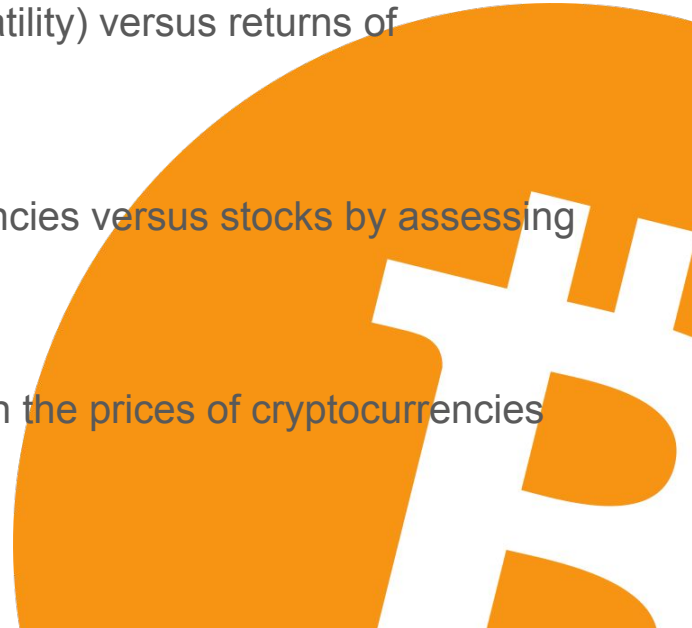 atility) versus returns of
ncies versus stocks by assessing
n the prices of cryptocurrencies